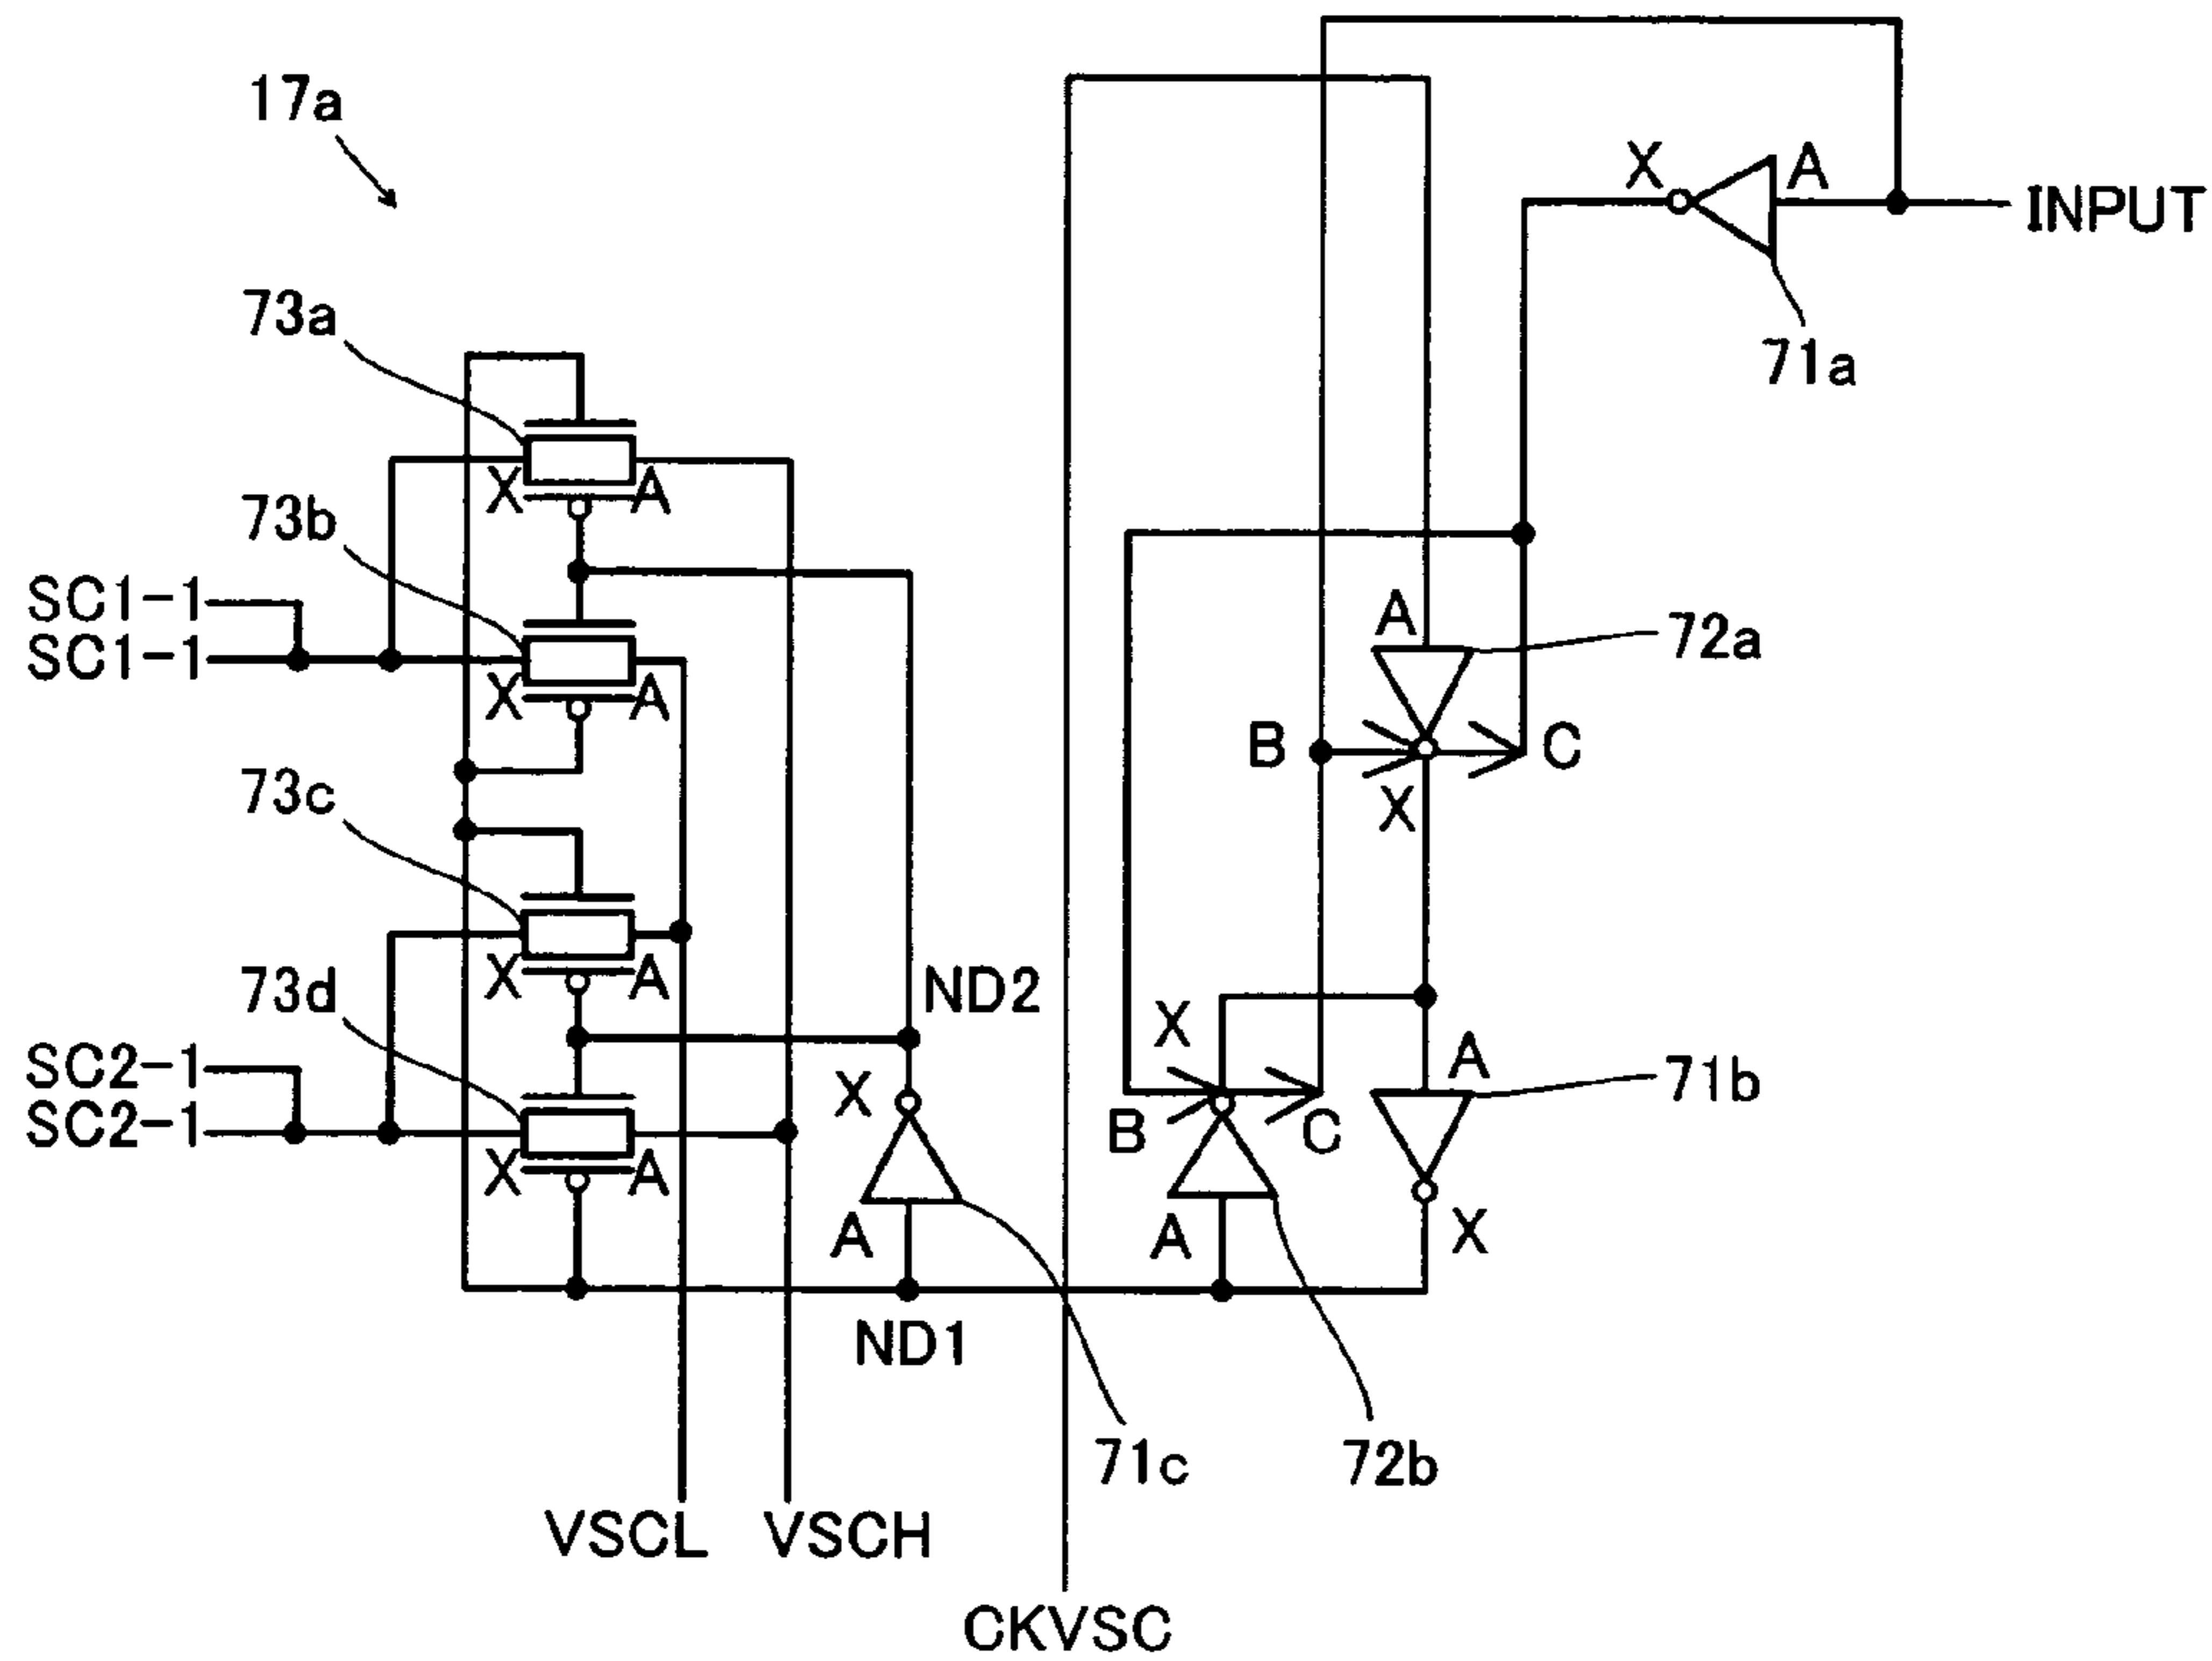 17a
X
A
INPUT
71a
73a
X
A
73b
SC1-1
SC1-1
X
A
A
72a
B
C
X
73c
X
A
73d
ND2
X
A
71b
SC2-1
SC2-1
X
B
C
X
A
A
A
X
ND1
71c
72b
VSCL
VSCH
CKVSC